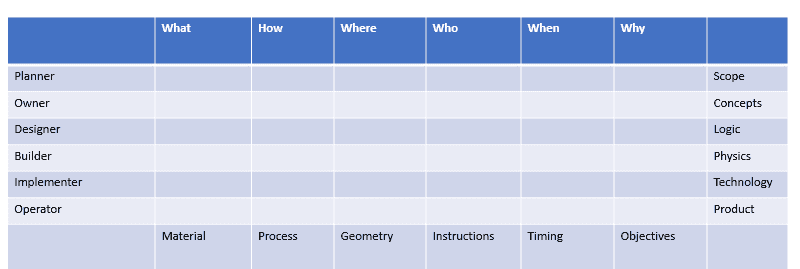 What How Where Who When Why
Planner Scope
Owner Concepts
Designer Logic
Builder Physics
Implementer Technology
Operator Product
Material Process Geometry Instructions Timing Objectives